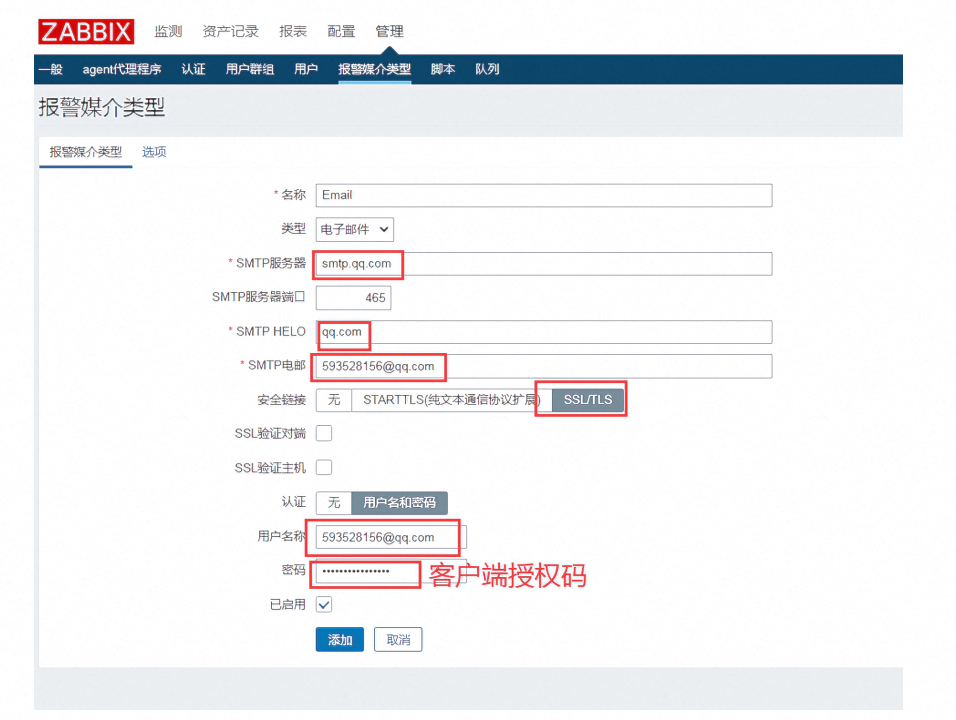 ZABBIX 监测 资产记录 报表 配置 管理
一般 agent代理程序 认证 用户群组 用户 报警媒介类型 脚本 队列
报警媒介类型
报警媒介类型 选项
* 名称 Email
类型 电子邮件
* SMTP服务器 smtp.qq.com
SMTP服务器端口 465
* SMTP HELO qq.com
* SMTP电邮 593528156@qq.com
安全链接 无 STARTTLS(纯文本通信协议扩展) SSL/TLS
SSL验证对端
SSL验证主机
认证 无 用户名和密码
用户名称 593528156@qq.com
密码 ••••••••••••••• 客户端授权码
已启用
添加 取消